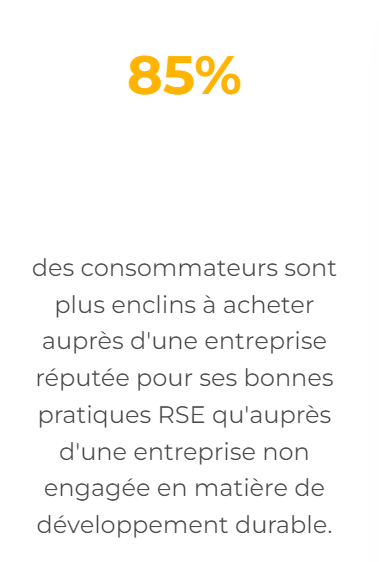 85%
des consommateurs sont
plus enclins à acheter
auprès d'une entreprise
réputée pour ses bonnes
pratiques RSE qu'auprès
d'une entreprise non
engagée en matière de
développement durable.